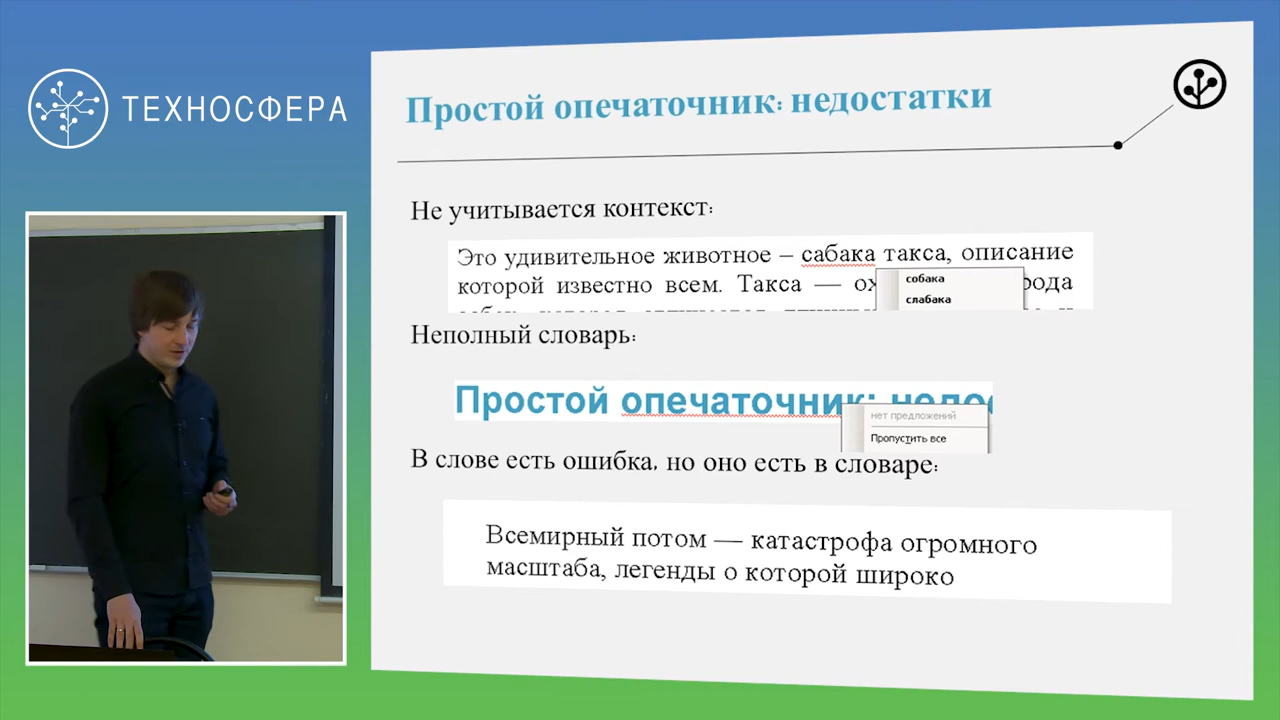 ТЕХНОСФЕРА
Простой опечаточник: недостатки
Не учитывается контекст:
Это удивительное животное – сабака такса, описание
которой известно всем. Такса — ох
рода
собака
слабака
Неполный словарь:
Простой опечаточник: недос
нет предложений
Пропустить все
В слове есть ошибка, но оно есть в словаре:
Всемирный потом — катастрофа огромного
масштаба, легенды о которой широко